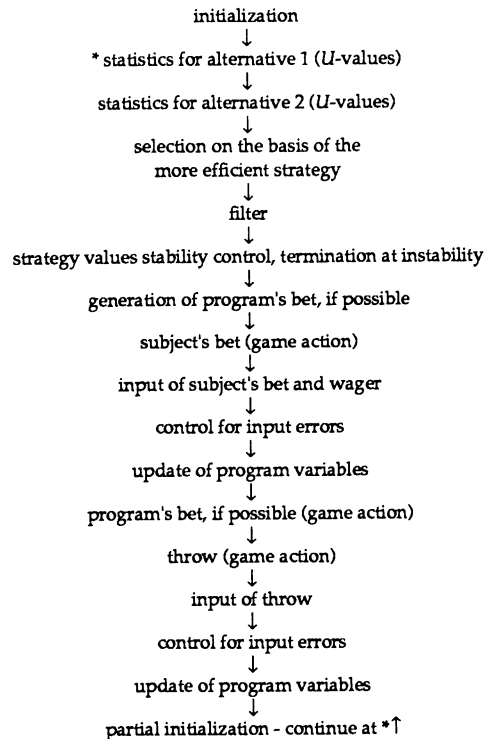 initialization
↓
* statistics for alternative 1 (U-values)
↓
statistics for alternative 2 (U-values)
↓
selection on the basis of the
more efficient strategy
↓
filter
↓
strategy values stability control, termination at instability
↓
generation of program's bet, if possible
↓
subject's bet (game action)
↓
input of subject's bet and wager
↓
control for input errors
↓
update of program variables
↓
program's bet, if possible (game action)
↓
throw (game action)
↓
input of throw
↓
control for input errors
↓
update of program variables
↓
partial initialization - continue at *↑